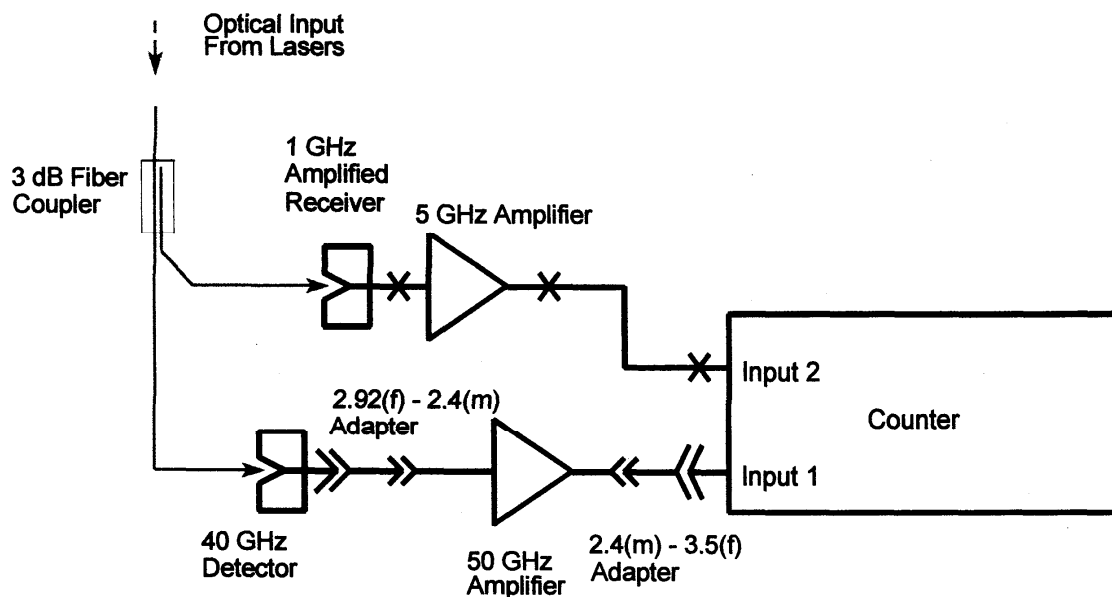 Optical Input
From Lasers
3 dB Fiber
Coupler
1 GHz
Amplified
Receiver
5 GHz Amplifier
Input 2
Counter
Input 1
2.92(f) - 2.4(m)
Adapter
40 GHz
Detector
50 GHz
Amplifier
2.4(m) - 3.5(f)
Adapter